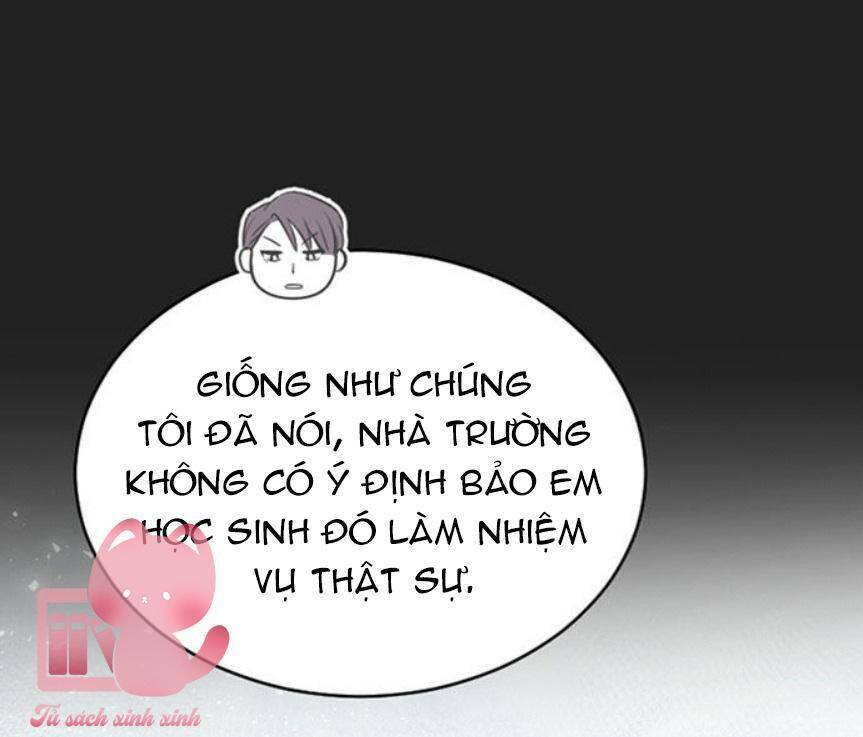 GIỐNG NHƯ CHÚNG
TÔI ĐÃ NÓI, NHÀ TRƯỜNG
KHÔNG CÓ Ý ĐỊNH BẢO EM
HỌC SINH ĐÓ LÀM NHIỆM
VỤ THẬT SỰ.
Tủ sách xinh xinh